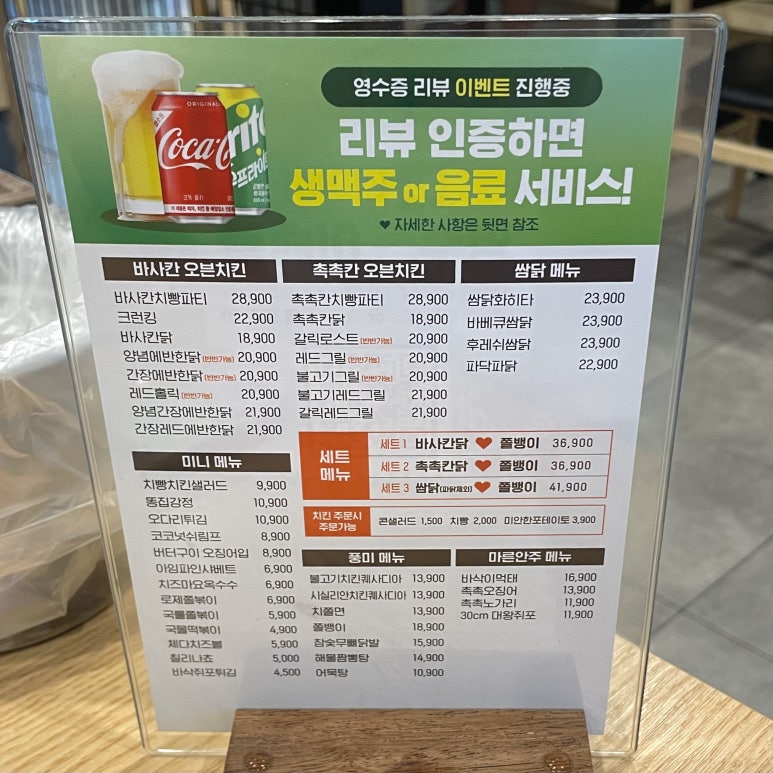 영수증 리뷰 이벤트 진행중
리뷰 인증하면
생맥주 or 음료 서비스!
♥ 자세한 사항은 뒷면 참조
ORIGINAL
Coca-C
rite
프라이
바사칸 오븐치킨
바사칸치빵파티 28,900
크런킹 22,900
바사칸닭 18,900
양념에반한닭(반반가능) 20,900
간장에반한닭(반반가능) 20,900
레드홀릭(반반가능) 20,900
양념간장에반한닭 21,900
간장레드에반한닭 21,900
촉촉칸 오븐치킨
촉촉칸치빵파티 28,900
촉촉칸닭 18,900
갈릭로스트(반반가능) 20,900
레드그릴(반반가능) 20,900
불고기그릴(반반가능) 20,900
불고기레드그릴 21,900
갈릭레드그릴 21,900
쌈닭 메뉴
쌈닭화히타 23,900
바베큐쌈닭 23,900
후레쉬쌈닭 23,900
파닥파닭 22,900
세트 메뉴
세트1 바사칸닭 ♥ 쫄뱅이 36,900
세트2 촉촉칸닭 ♥ 쫄뱅이 36,900
세트3 쌈닭(파닭제외) ♥ 쫄뱅이 41,900
치킨 주문시
주문가능
콘샐러드 1,500 치빵 2,000 미안한포테이토 3,900
미니 메뉴
치빵치킨샐러드 9,900
똥집강정 10,900
오다리튀김 10,900
코코넛쉬림프 8,900
버터구이 오징어입 8,900
아임파인샤베트 6,900
치즈마요옥수수 6,900
로제쫄볶이 6,900
국룰쫄볶이 5,900
국물떡볶이 4,900
체다치즈볼 5,900
칠리나쵸 5,000
바삭쥐포튀김 4,500
풍미 메뉴
불고기치킨퀘사디아 13,900
시실리안치킨퀘사디아 13,900
치쫄면 13,900
쫄뱅이 18,900
참숯무뼈닭발 15,900
해물짬뽕탕 14,900
어묵탕 10,900
마른안주 메뉴
바삭이먹태 16,900
촉촉오징어 13,900
촉촉노가리 11,900
30cm 대왕쥐포 11,900